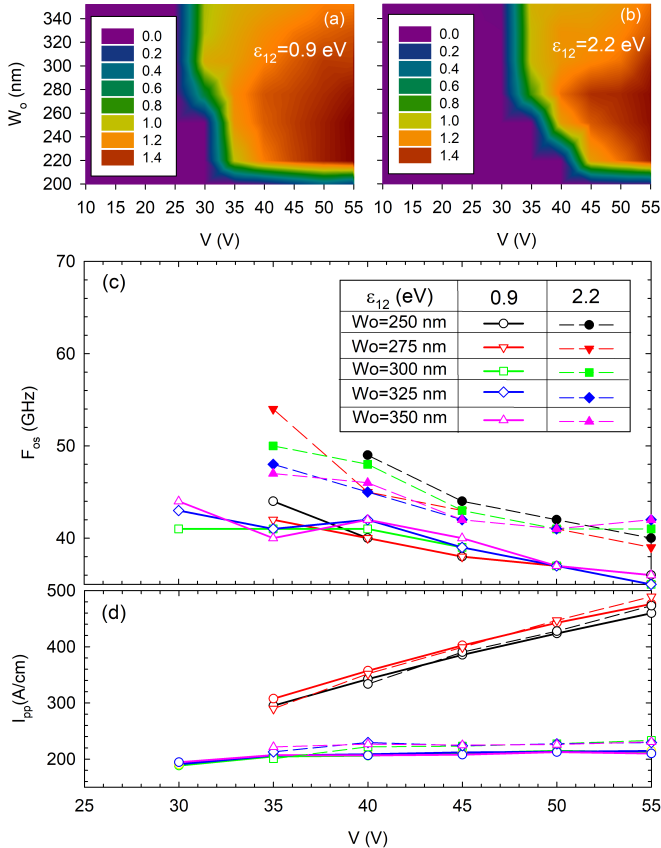 (a)
ε12=0.9 eV
0.0
0.2
0.4
0.6
0.8
1.0
1.2
1.4
Wo (nm)
340
320
300
280
260
240
220
200
10 15 20 25 30 35 40 45 50 55
V (V)
(b)
ε12=2.2 eV
0.0
0.2
0.4
0.6
0.8
1.0
1.2
1.4
10 15 20 25 30 35 40 45 50 55
V (V)
(c)
ε12 (eV) 0.9 2.2
Wo=250 nm
Wo=275 nm
Wo=300 nm
Wo=325 nm
Wo=350 nm
Fos (GHz)
70
60
50
40
(d)
Ipp(A/cm)
500
400
300
200
25 30 35 40 45 50 55
V (V)